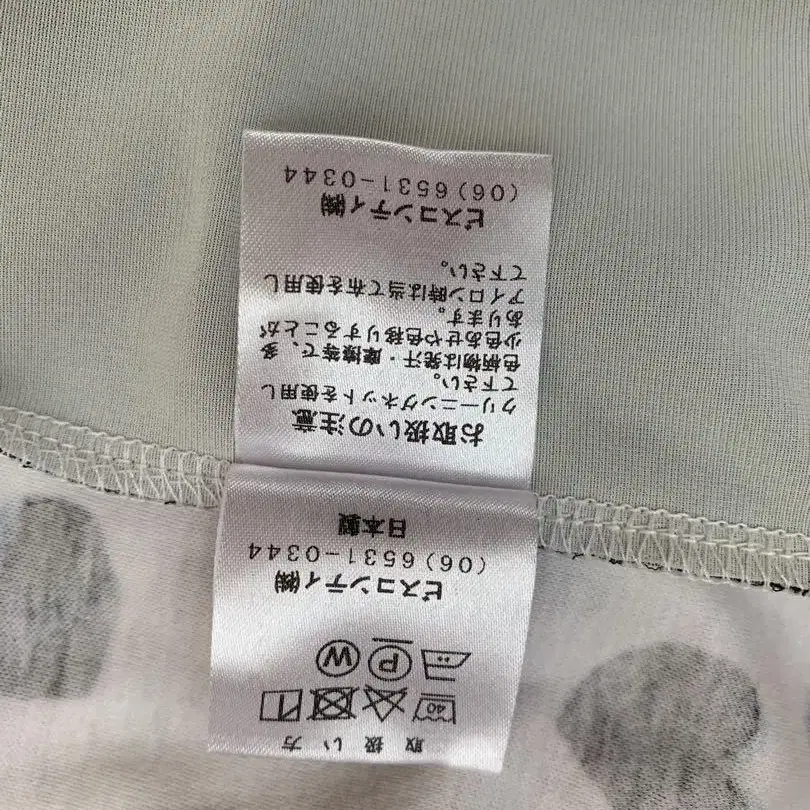 取扱い方
40
P W
ビスコンティ㈱
(06)6531-0344
日本製
お取扱いの注意
クリーニングネットを使用し
て下さい。
色柄物は発汗・摩擦等で、多
少色あせや色移りすることが
あります。
アイロン時は当て布を使用し
て下さい。
ビスコンティ㈱
(06)6531-0344